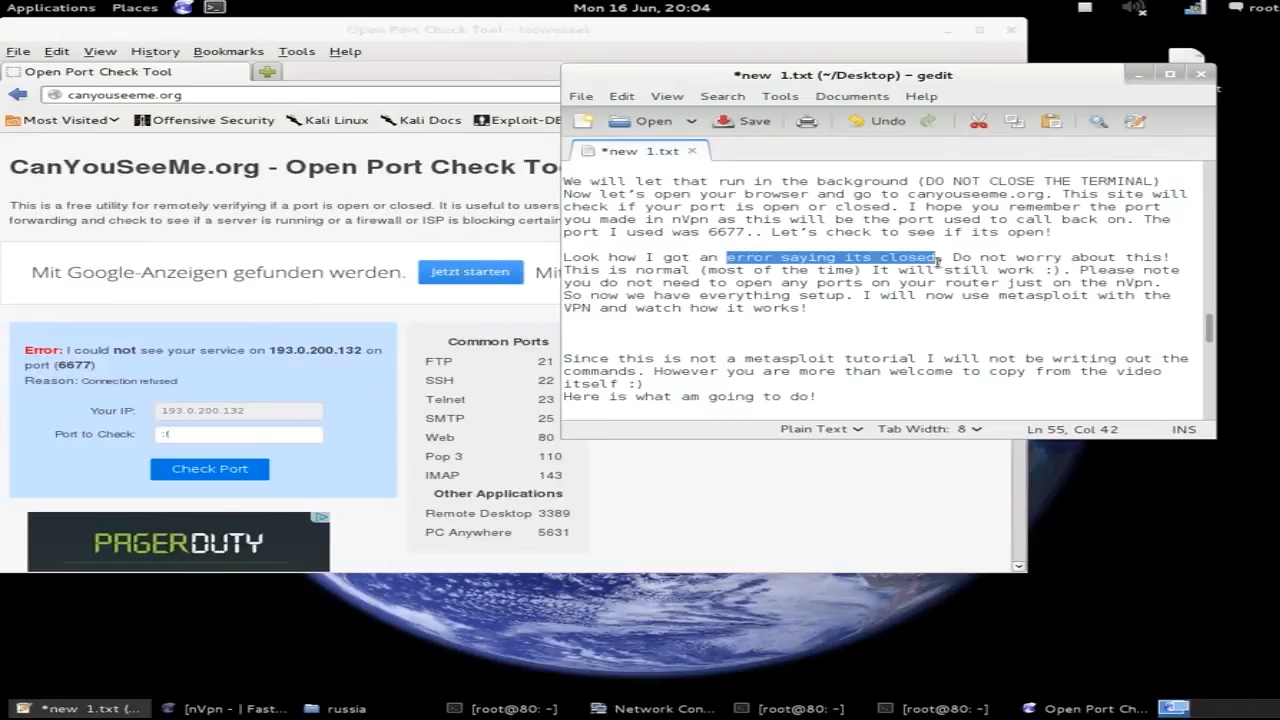 Applications Places Mon 16 Jun, 20:04 root
Open Port Check Tool - Iceweasel
File Edit View History Bookmarks Tools Help
Open Port Check Tool
canyouseeme.org
Most Visited Offensive Security Kali Linux Kali Docs Exploit-DB
CanYouSeeMe.org - Open Port Check Too
This is a free utility for remotely verifying if a port is open or closed. It is useful to users
forwarding and check to see if a server is running or a firewall or ISP is blocking certain
Mit Google-Anzeigen gefunden werden. Jetzt starten Mit
Error: I could not see your service on 193.0.200.132 on
port (6677)
Reason: Connection refused
Your IP: 193.0.200.132
Port to Check: :(
Check Port
PAGERDUTY
Common Ports
FTP 21
SSH 22
Telnet 23
SMTP 25
Web 80
Pop 3 110
IMAP 143
Other Applications
Remote Desktop 3389
PC Anywhere 5631
*new 1.txt (~/Desktop) - gedit
File Edit View Search Tools Documents Help
Open Save Undo
*new 1.txt
We will let that run in the background (DO NOT CLOSE THE TERMINAL)
Now let's open your browser and go to canyouseeme.org. This site will
check if your port is open or closed. I hope you remember the port
you made in nVpn as this will be the port used to call back on. The
port I used was 6677.. Let's check to see if its open!
Look how I got an error saying its closed. Do not worry about this!
This is normal (most of the time) It will still work :). Please note
you do not need to open any ports on your router just on the nVpn.
So now we have everything setup. I will now use metasploit with the
VPN and watch how it works!
Since this is not a metasploit tutorial I will not be writing out the
commands. However you are more than welcome to copy from the video
itself :)
Here is what am going to do!
Plain Text Tab Width: 8 Ln 55, Col 42 INS
*new 1.txt (... [nVpn - | Fast... russia [root@80: ~] Network Con... [root@80: ~] [root@80: ~] Open Port Ch...